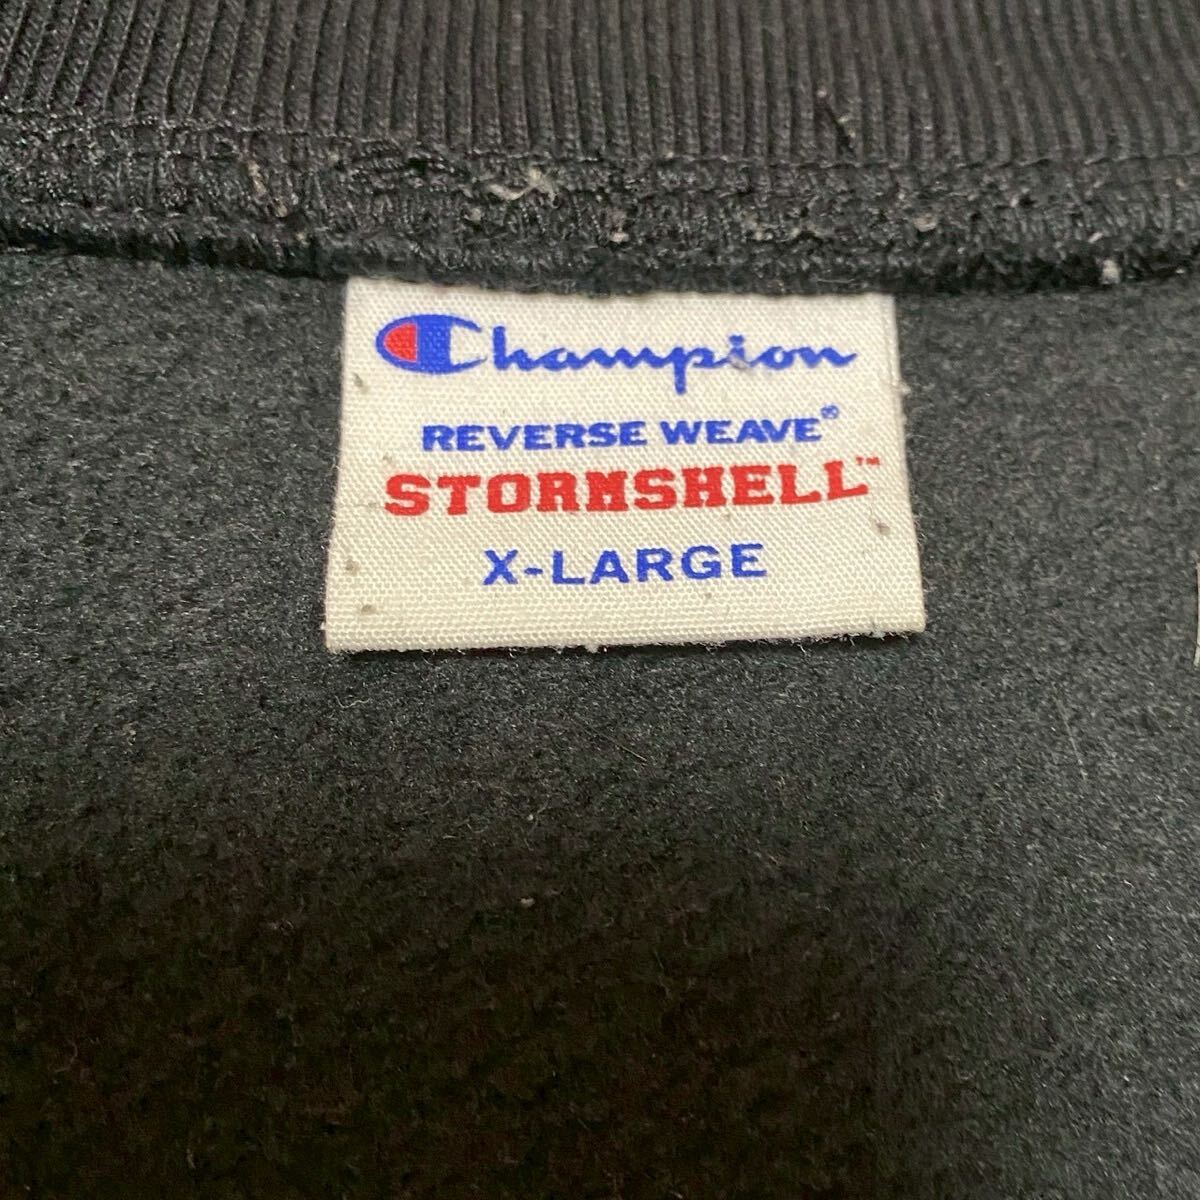 Champion
REVERSE WEAVE®
STORMSHELL™
X-LARGE